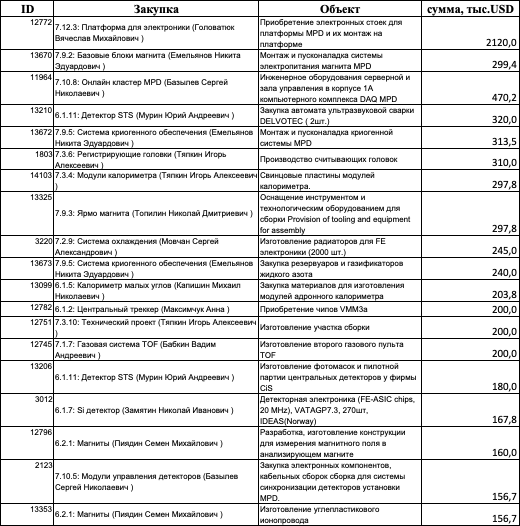 ID Закупка Объект сумма, тыс.USD
12772 7.12.3: Платформа для электроники (Головатюк Вячеслав Михайлович ) Приобретение электронных стоек для платформы MPD и их монтаж на платформе 2120,0
13670 7.9.2: Базовые блоки магнита (Емельянов Никита Эдуардович ) Монтаж и пусконаладка системы электропитания магнита MPD 299,4
11964 7.10.8: Онлайн кластер MPD (Базылев Сергей Николаевич ) Инженерное оборудования серверной и зала управления в корпусе 1А компьютерного комплекса DAQ MPD 470,2
13210 6.1.11: Детектор STS (Мурин Юрий Андреевич ) Закупка автомата ультразвуковой сварки DELVOTEC ( 2шт.) 320,0
13672 7.9.5: Система криогенного обеспечения (Емельянов Никита Эдуардович ) Монтаж и пусконаладка криогенной системы MPD 313,5
1803 7.3.6: Регистрирующие головки (Тяпкин Игорь Алексеевич ) Производство считывающих головок 310,0
14103 7.3.4: Модули калориметра (Тяпкин Игорь Алексеевич ) Свинцовые пластины модулей калориметра. 297,8
13325 7.9.3: Ярмо магнита (Топилин Николай Дмитриевич ) Оснащение инструментом и технологическим оборудованием для сборки Provision of tooling and equipment for assembly 297,8
3220 7.2.9: Система охлаждения (Мовчан Сергей Александрович ) Изготовление радиаторов для FE электроники (2000 шт.) 245,0
13673 7.9.5: Система криогенного обеспечения (Емельянов Никита Эдуардович ) Закупка резервуаров и газификаторов жидкого азота 240,0
13099 6.1.5: Калориметр малых углов (Капишин Михаил Николаевич ) Закупка материалов для изготовления модулей адронного калориметра 203,8
12782 6.1.2: Центральный треккер (Максимчук Анна ) Приобретение чипов VMM3a 200,0
12751 7.3.10: Технический проект (Тяпкин Игорь Алексеевич ) Изготовление участка сборки 200,0
12745 7.1.7: Газовая система TOF (Бабкин Вадим Андреевич ) Изготовление второго газового пульта TOF 200,0
13206 6.1.11: Детектор STS (Мурин Юрий Андреевич ) Изготовление фотомасок и пилотной партии центральных детекторов у фирмы CiS 180,0
3012 6.1.7: Si детектор (Замятин Николай Иванович ) Детекторная электроника (FE-ASIC chips, 20 MHz), VATAGP7.3, 270шт, IDEAS(Norway) 167,8
12796 6.2.1: Магниты (Пиядин Семен Михайлович ) Разработка, изготовление конструкции для измерения магнитного поля в анализирующем магните 160,0
2123 7.10.5: Модули управления детекторов (Базылев Сергей Николаевич ) Закупка электронных компонентов, кабельных сборок сборка для системы синхронизации детекторов установки MPD. 156,7
13353 6.2.1: Магниты (Пиядин Семен Михайлович ) Изготовление углепластикового ионопровода 156,7